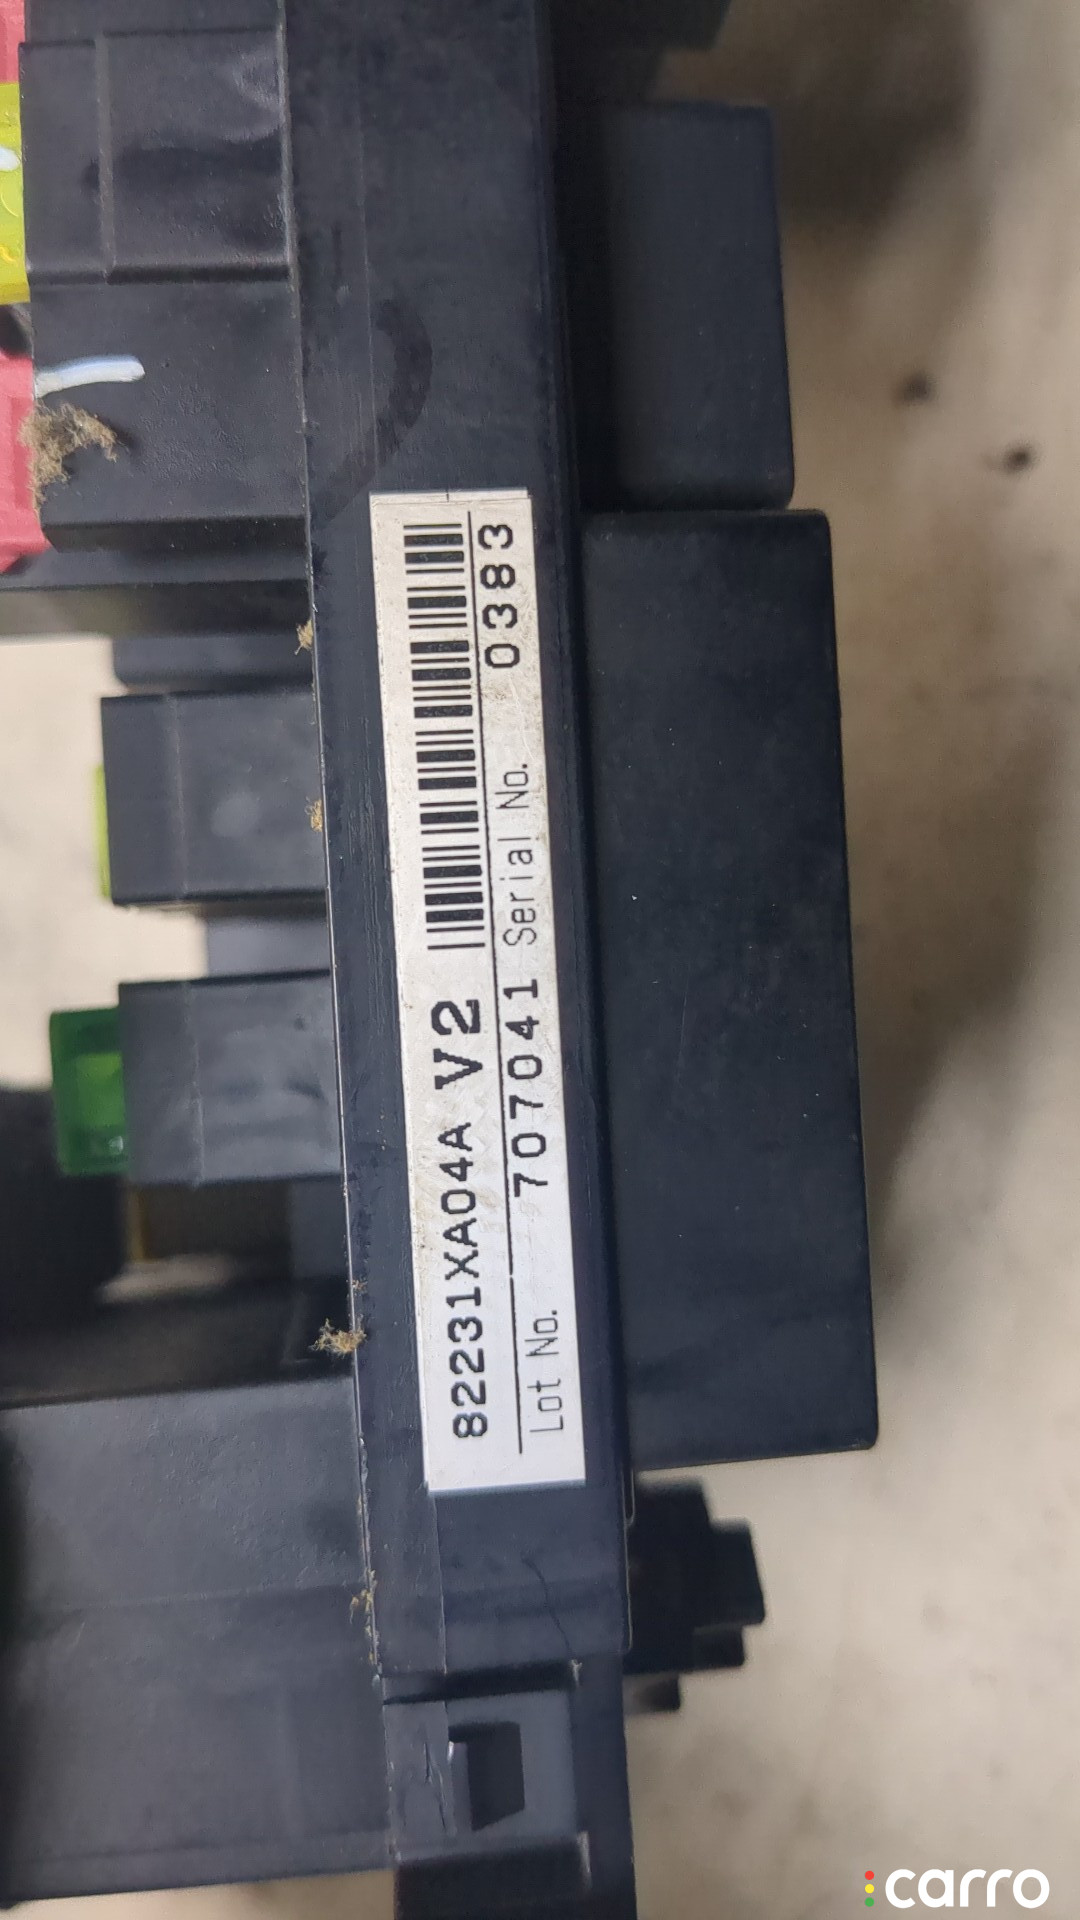 82231XA04A V2
Lot No. 707041 Serial No. 0383
carro